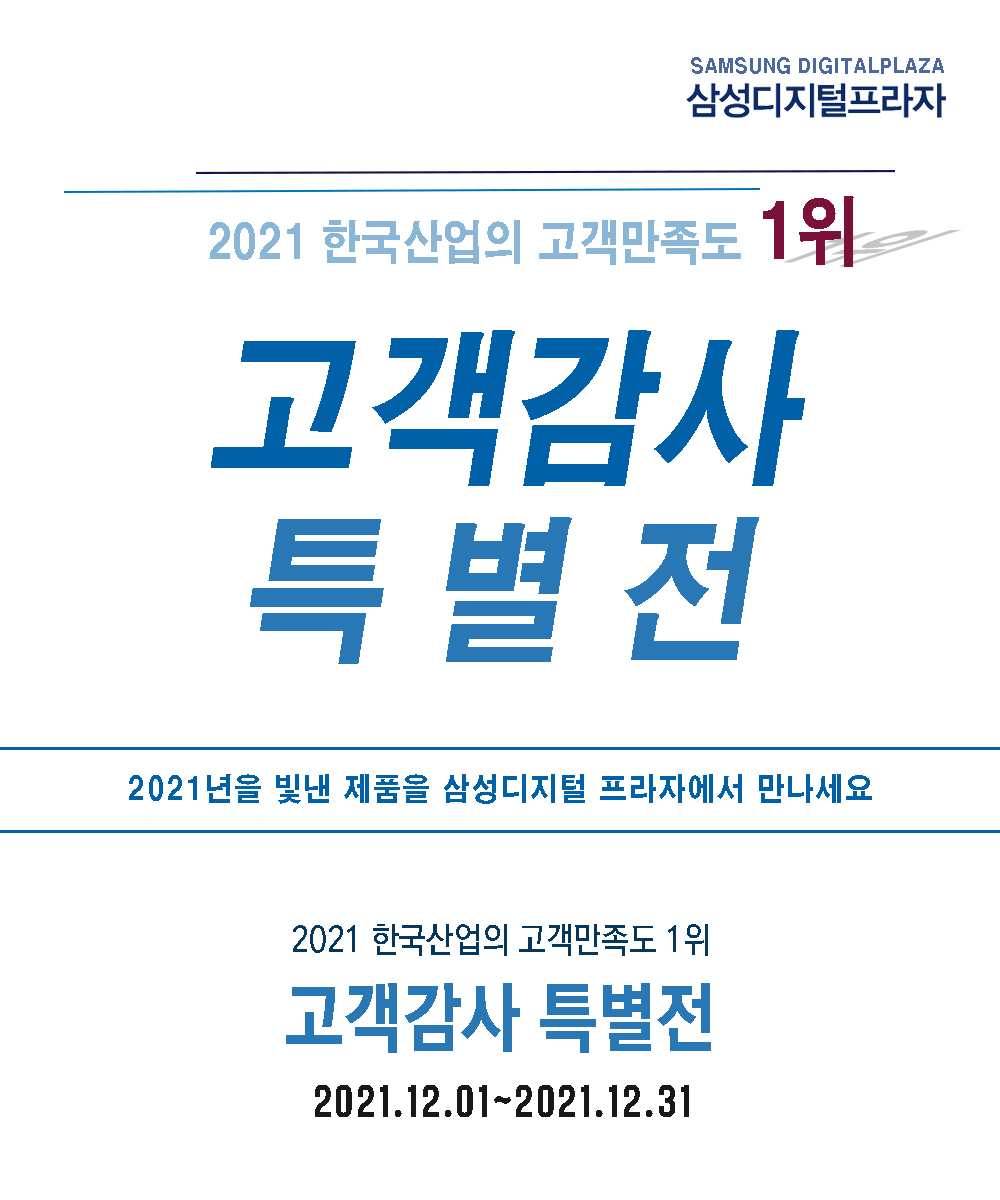 SAMSUNG DIGITALPLAZA
삼성디지털프라자
2021 한국산업의 고객만족도 1위
고객감사
특별전
2021년을 빛낸 제품을 삼성디지털 프라자에서 만나세요
2021 한국산업의 고객만족도 1위
고객감사 특별전
2021.12.01~2021.12.31